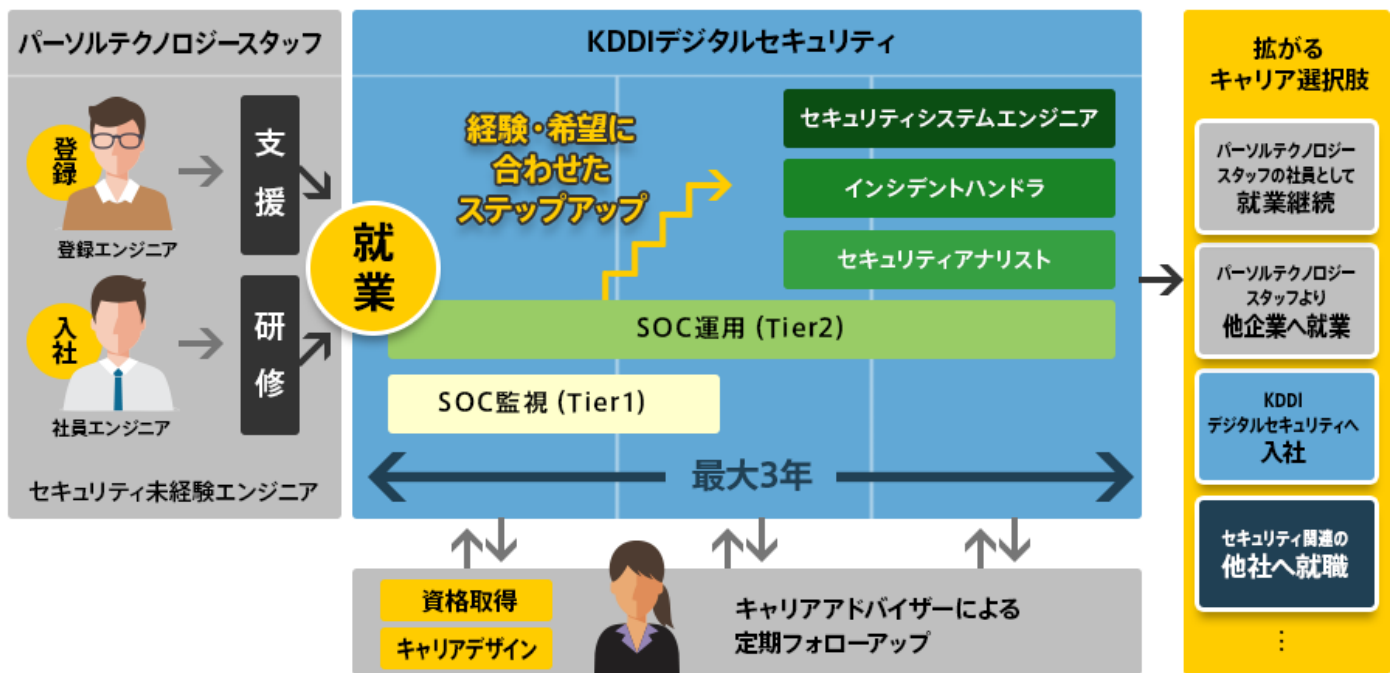 パーソルテクノロジースタッフ
登録
登録エンジニア
支援
入社
社員エンジニア
研修
セキュリティ未経験エンジニア
就業
KDDIデジタルセキュリティ
経験・希望に
合わせた
ステップアップ
セキュリティシステムエンジニア
インシデントハンドラ
セキュリティアナリスト
SOC運用 (Tier2)
SOC監視 (Tier1)
最大3年
資格取得
キャリアデザイン
キャリアアドバイザーによる
定期フォローアップ
拡がる
キャリア選択肢
パーソルテクノロジー
スタッフの社員として
就業継続
パーソルテクノロジー
スタッフより
他企業へ就業
KDDI
デジタルセキュリティへ
入社
セキュリティ関連の
他社へ就職
⋮